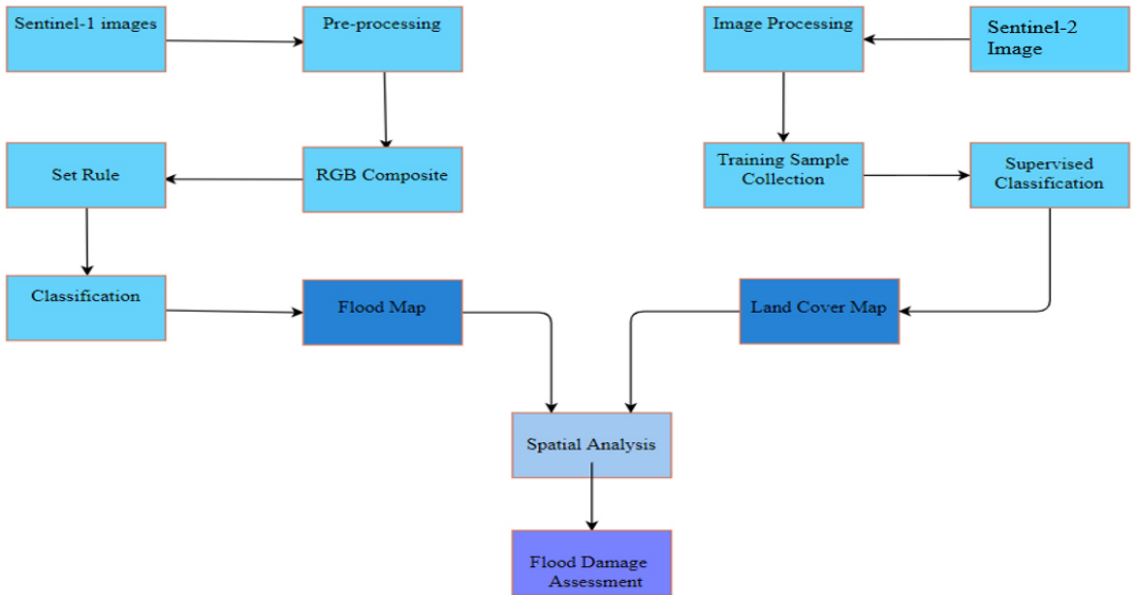 Sentinel-1 images
Pre-processing
Image Processing
Sentinel-2
Image
Set Rule
RGB Composite
Training Sample
Collection
Supervised
Classification
Classification
Flood Map
Land Cover Map
Spatial Analysis
Flood Damage
Assessment